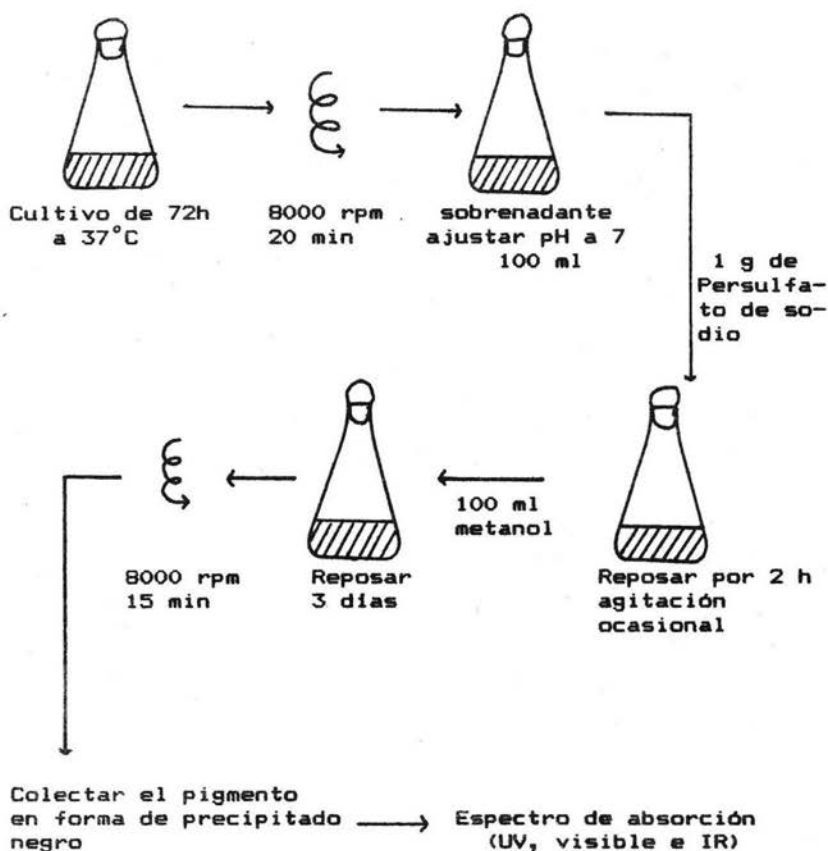 Cultivo de 72h
a 37°C
8000 rpm
20 min
sobrenadante
ajustar pH a 7
100 ml
1 g de
Persulfa-
to de so-
dio
Reposar por 2 h
agitación
ocasional
100 ml
metanol
Reposar
3 días
8000 rpm
15 min
Colectar el pigmento
en forma de precipitado
negro
Espectro de absorción
(UV, visible e IR)